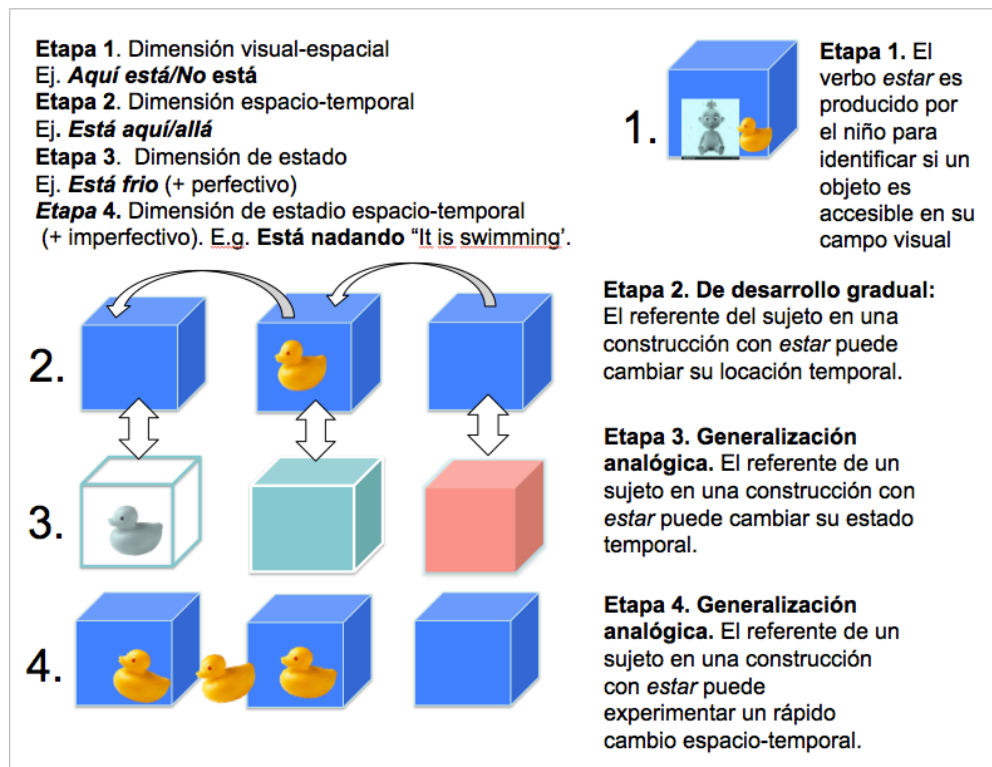 Etapa 1. Dimensión visual-espacial
Ej. Aquí está/No está
Etapa 2. Dimensión espacio-temporal
Ej. Está aquí/allá
Etapa 3. Dimensión de estado
Ej. Está frio (+ perfectivo)
Etapa 4. Dimensión de estadio espacio-temporal
(+ imperfectivo). E.g. Está nadando “It is swimming’.
1.
Etapa 1. El
verbo estar es
producido por
el niño para
identificar si un
objeto es
accesible en su
campo visual
2.
Etapa 2. De desarrollo gradual:
El referente del sujeto en una
construcción con estar puede
cambiar su locación temporal.
3.
Etapa 3. Generalización
analógica. El referente de un
sujeto en una construcción con
estar puede cambiar su estado
temporal.
4.
Etapa 4. Generalización
analógica. El referente de un
sujeto en una construcción
con estar puede
experimentar un rápido
cambio espacio-temporal.